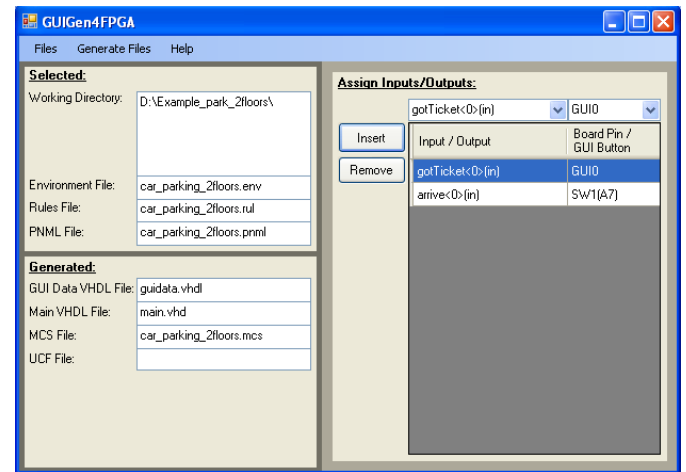 GUIGen4FPGA
Files Generate Files Help
Selected:
Working Directory: D:\Example_park_2floors\
Environment File: car_parking_2floors.env
Rules File: car_parking_2floors.rul
PNML File: car_parking_2floors.pnml
Generated:
GUI Data VHDL File: guidata.vhdl
Main VHDL File: main.vhd
MCS File: car_parking_2floors.mcs
UCF File:
Assign Inputs/Outputs:
gotTicket<0>(in) GUI0
Insert
Remove
Input / Output Board Pin /
GUI Button
gotTicket<0>(in) GUI0
arrive<0>(in) SW1(A7)